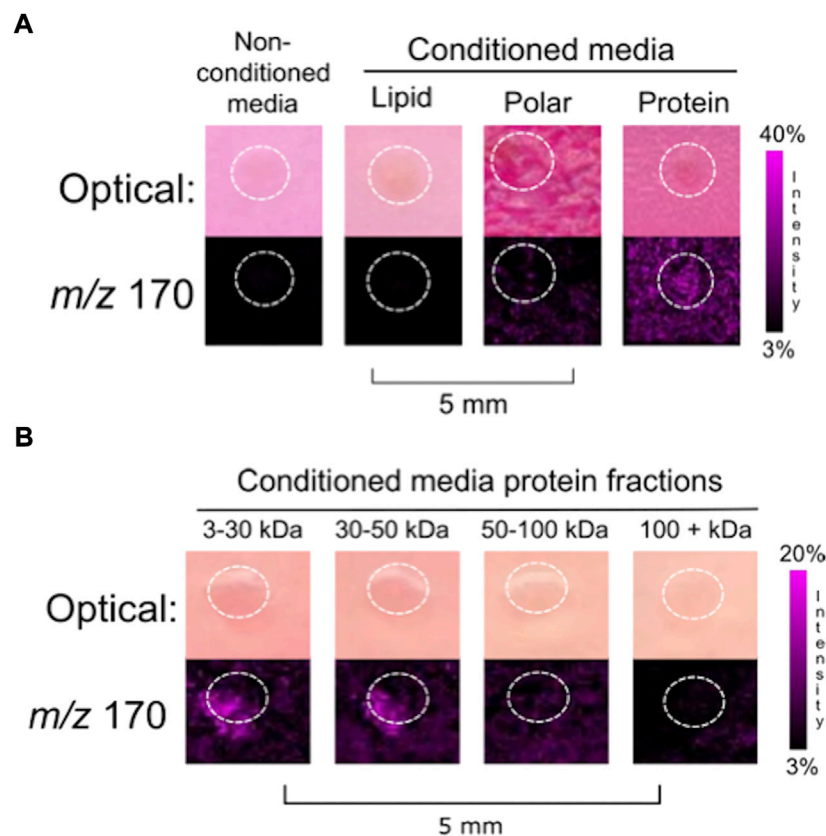 A
Non-
conditioned
media
Conditioned media
Lipid Polar Protein
40%
Optical:
Intensity
m/z 170
3%
5 mm
B
Conditioned media protein fractions
3-30 kDa 30-50 kDa 50-100 kDa 100 + kDa
20%
Optical:
Intensity
m/z 170
3%
5 mm